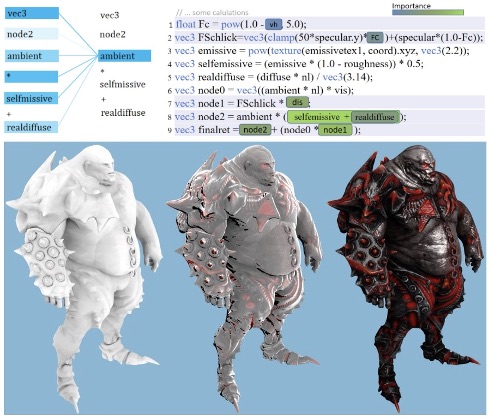 vec3
node2
ambient
*
selfmissive
+
realdiffuse
vec3
node2
ambient
*
selfmissive
+
realdiffuse
Importance
// ... some calulations
1 float Fc = pow(1.0 - vh, 5.0);
2 vec3 FSchlick=vec3(clamp(50*specular.y)* FC )+(specular*(1.0-Fc));
3 vec3 emissive = pow(texture(emissivetex1, coord).xyz, vec3(2.2));
4 vec3 selfemissive = (emissive * (1.0 - roughness)) * 0.5;
5 vec3 realdiffuse = (diffuse * nl) / vec3(3.14);
6 vec3 node0 = vec3((ambient * nl) * vis);
7 vec3 node1 = FSchlick * dis ;
8 vec3 node2 = ambient * ( selfemissive + realdiffuse );
9 vec3 finalret = node2 + (node0 * node1 );